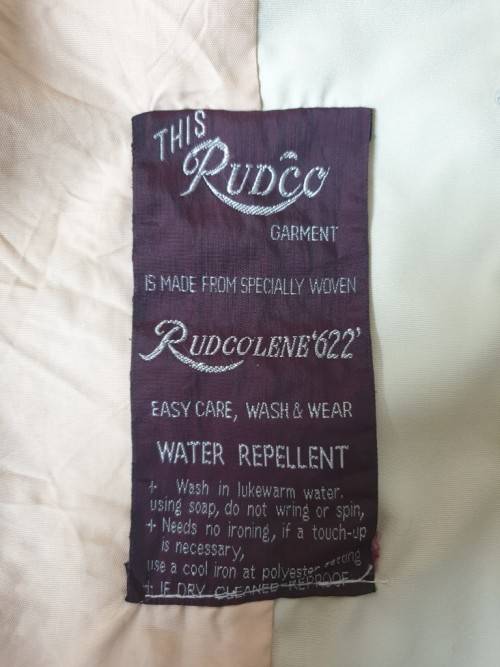 THIS
RUDCO
GARMENT
IS MADE FROM SPECIALLY WOVEN
RUDCOLENE '622'
EASY CARE, WASH & WEAR
WATER REPELLENT
+ Wash in lukewarm water.
using soap, do not wring or spin,
+ Needs no ironing, if a touch-up
is necessary,
use a cool iron at polyester setting
+ IF DRY CLEANED REPROOF